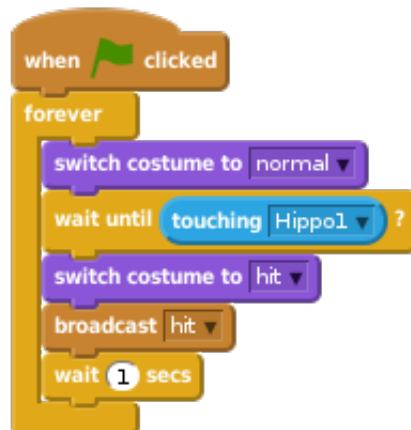 when clicked
forever
switch costume to normal
wait until touching Hippo1 ?
switch costume to hit
broadcast hit
wait 1 secs